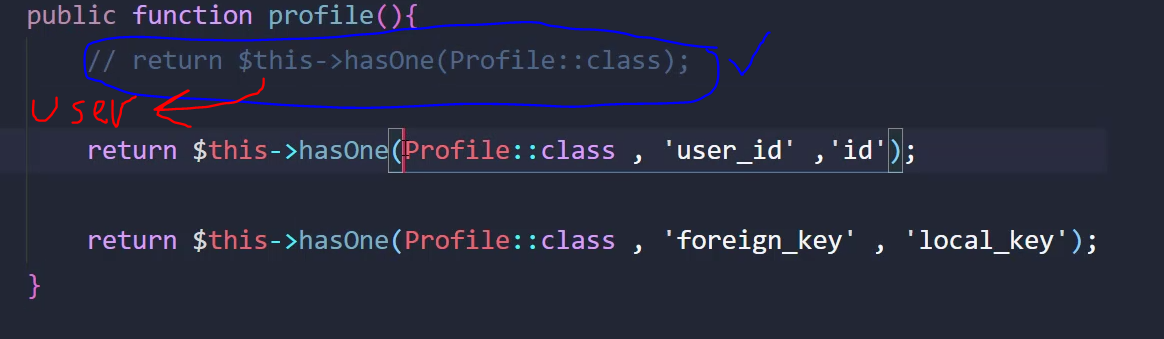 public function profile(){
// return $this->hasOne(Profile::class);
user
return $this->hasOne(Profile::class , 'user_id' ,'id');
return $this->hasOne(Profile::class , 'foreign_key' , 'local_key');
}